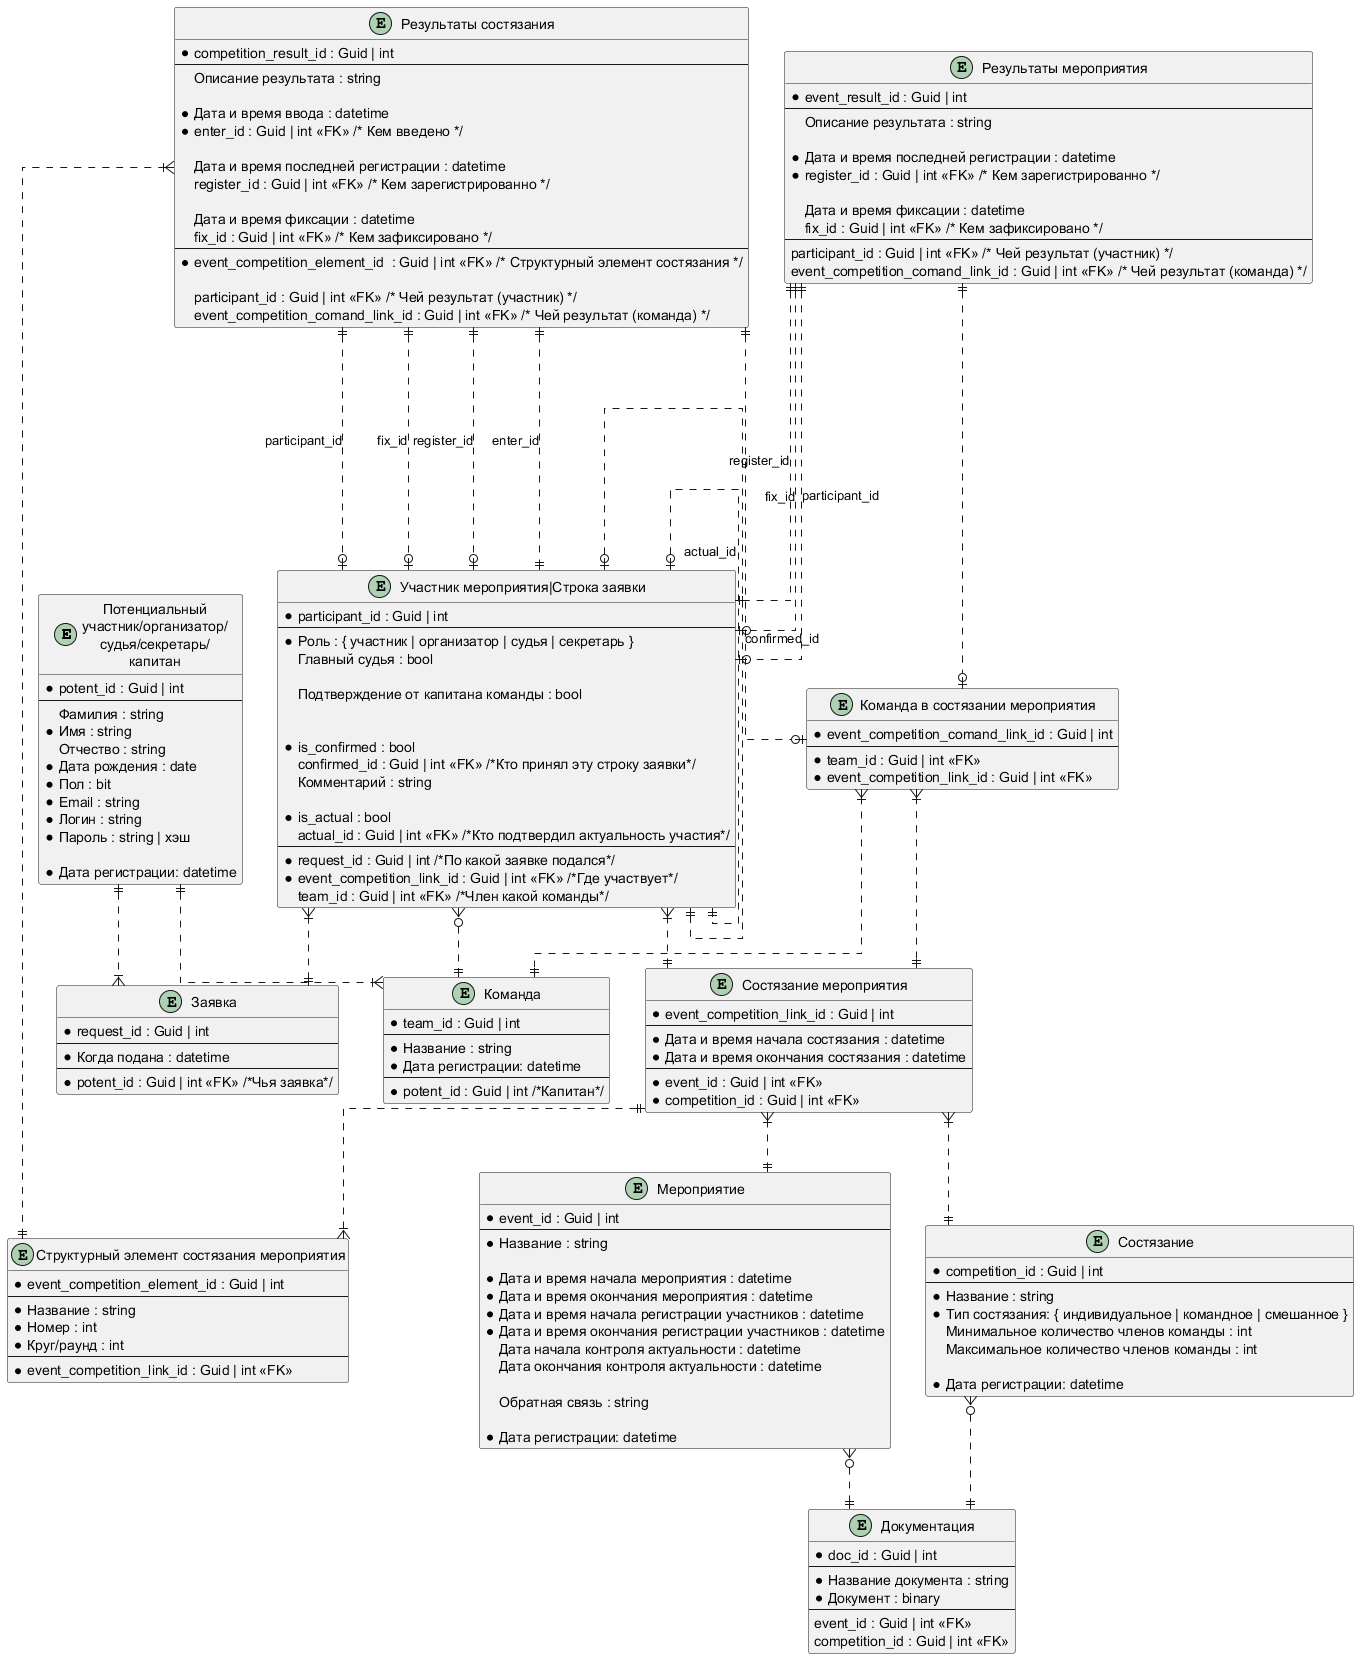 E Результаты состязания
competition_result_id : Guid | int
Описание результата : string
Дата и время ввода : datetime
enter_id : Guid | int «FK» /* Кем введено */
Дата и время последней регистрации : datetime
register_id : Guid | int «FK» /* Кем зарегистрированно */
Дата и время фиксации : datetime
fix_id : Guid | int «FK» /* Кем зафиксировано */
event_competition_element_id : Guid | int «FK» /* Структурный элемент состязания */
participant_id : Guid | int «FK» /* Чей результат (участник) */
event_competition_comand_link_id : Guid | int «FK» /* Чей результат (команда) */
E Результаты мероприятия
event_result_id : Guid | int
Описание результата : string
Дата и время последней регистрации : datetime
register_id : Guid | int «FK» /* Кем зарегистрированно */
Дата и время фиксации : datetime
fix_id : Guid | int «FK» /* Кем зафиксировано */
participant_id : Guid | int «FK» /* Чей результат (участник) */
event_competition_comand_link_id : Guid | int «FK» /* Чей результат (команда) */
participant_id
fix_id
register_id
enter_id
register_id
fix_id
participant_id
actual_id
confirmed_id
E Потенциальный
участник/организатор/
судья/секретарь/
капитан
potent_id : Guid | int
Фамилия : string
Имя : string
Отчество : string
Дата рождения : date
Пол : bit
Email : string
Логин : string
Пароль : string | хэш
Дата регистрации: datetime
E Участник мероприятия|Строка заявки
participant_id : Guid | int
Роль : { участник | организатор | судья | секретарь }
Главный судья : bool
Подтверждение от капитана команды : bool
is_confirmed : bool
confirmed_id : Guid | int «FK» /*Кто принял эту строку заявки*/
Комментарий : string
is_actual : bool
actual_id : Guid | int «FK» /*Кто подтвердил актуальность участия*/
request_id : Guid | int /*По какой заявке подался*/
event_competition_link_id : Guid | int «FK» /*Где участвует*/
team_id : Guid | int «FK» /*Член какой команды*/
E Команда в состязании мероприятия
event_competition_comand_link_id : Guid | int
team_id : Guid | int «FK»
event_competition_link_id : Guid | int «FK»
E Заявка
request_id : Guid | int
Когда подана : datetime
potent_id : Guid | int «FK» /*Чья заявка*/
E Команда
team_id : Guid | int
Название : string
Дата регистрации: datetime
potent_id : Guid | int /*Капитан*/
E Состязание мероприятия
event_competition_link_id : Guid | int
Дата и время начала состязания : datetime
Дата и время окончания состязания : datetime
event_id : Guid | int «FK»
competition_id : Guid | int «FK»
E Структурный элемент состязания мероприятия
event_competition_element_id : Guid | int
Название : string
Номер : int
Круг/раунд : int
event_competition_link_id : Guid | int «FK»
E Мероприятие
event_id : Guid | int
Название : string
Дата и время начала мероприятия : datetime
Дата и время окончания мероприятия : datetime
Дата и время начала регистрации участников : datetime
Дата и время окончания регистрации участников : datetime
Дата начала контроля актуальности : datetime
Дата окончания контроля актуальности : datetime
Обратная связь : string
Дата регистрации: datetime
E Состязание
competition_id : Guid | int
Название : string
Тип состязания: { индивидуальное | командное | смешанное }
Минимальное количество членов команды : int
Максимальное количество членов команды : int
Дата регистрации: datetime
E Документация
doc_id : Guid | int
Название документа : string
Документ : binary
event_id : Guid | int «FK»
competition_id : Guid | int «FK»